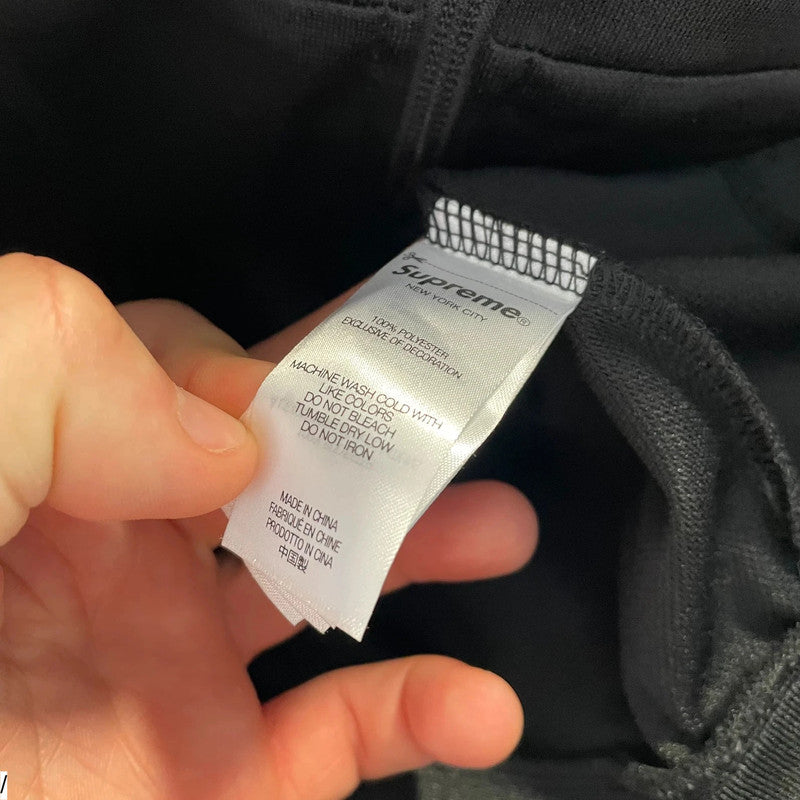 Supreme®
NEW YORK CITY
100% POLYESTER
EXCLUSIVE OF DECORATION
MACHINE WASH COLD WITH
LIKE COLORS
DO NOT BLEACH
TUMBLE DRY LOW
DO NOT IRON
MADE IN CHINA
FABRIQUÉ EN CHINE
PRODOTTO IN CINA
中国製
/